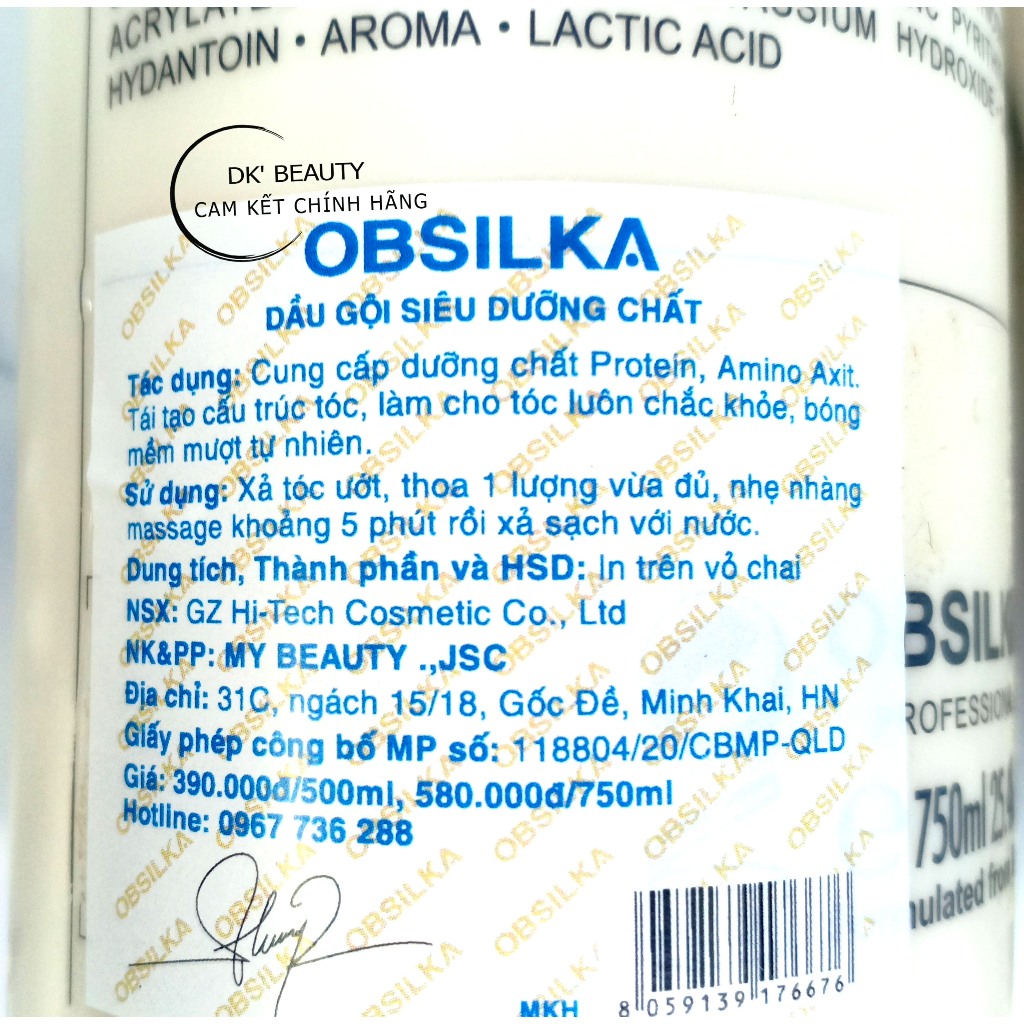 HYDANTOIN • AROMA • LACTIC ACID
HYDROXIDE
DK' BEAUTY
CAM KẾT CHÍNH HÃNG
OBSILKA
DẦU GỘI SIÊU DƯỠNG CHẤT
Tác dụng: Cung cấp dưỡng chất Protein, Amino Axit.
Tái tạo cấu trúc tóc, làm cho tóc luôn chắc khỏe, bóng
mềm mượt tự nhiên.
Sử dụng: Xả tóc ướt, thoa 1 lượng vừa đủ, nhẹ nhàng
massage khoảng 5 phút rồi xả sạch với nước.
Dung tích, Thành phần và HSD: In trên vỏ chai
NSX: GZ Hi-Tech Cosmetic Co., Ltd
NK&PP: MY BEAUTY .,JSC
Địa chỉ: 31C, ngách 15/18, Gốc Đề, Minh Khai, HN
Giấy phép công bố MP số: 118804/20/CBMP-QLD
Giá: 390.000đ/500ml, 580.000đ/750ml
Hotline: 0967 736 288
750ml
MKH
8 059139 176676